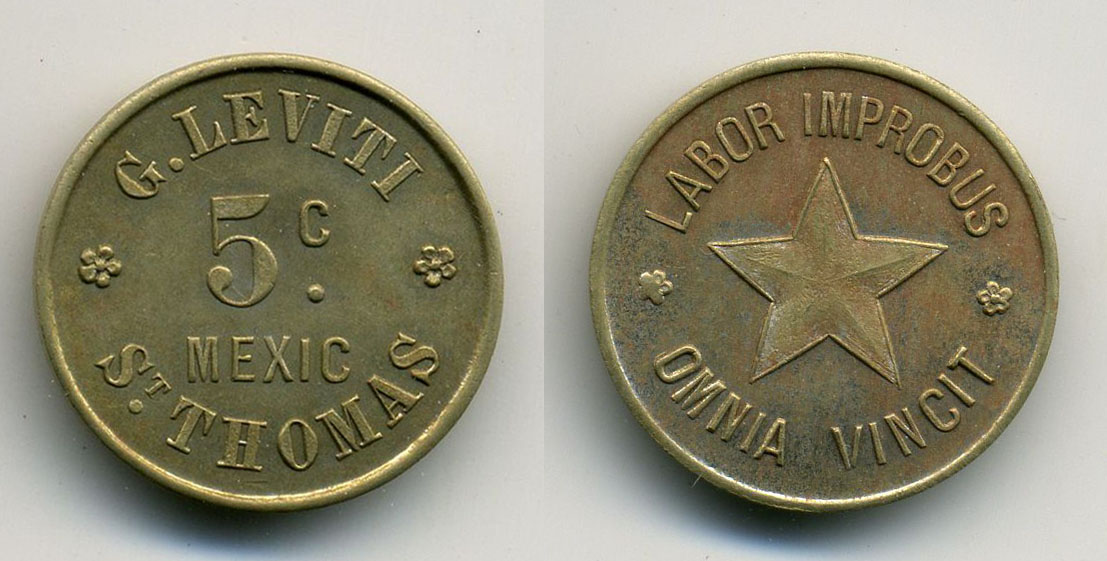 G. LEVITI
5 C.
MEXIC
ST. THOMAS
LABOR IMPROBUS
OMNIA VINCIT